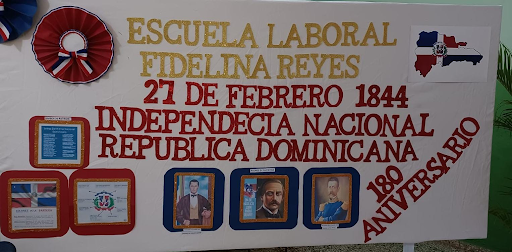 ESCUELA LABORAL
FIDELINA REYES
27 DE FEBRERO 1844
INDEPENDECIA NACIONAL
REPUBLICA DOMINICANA
180
ANIVERSARIO